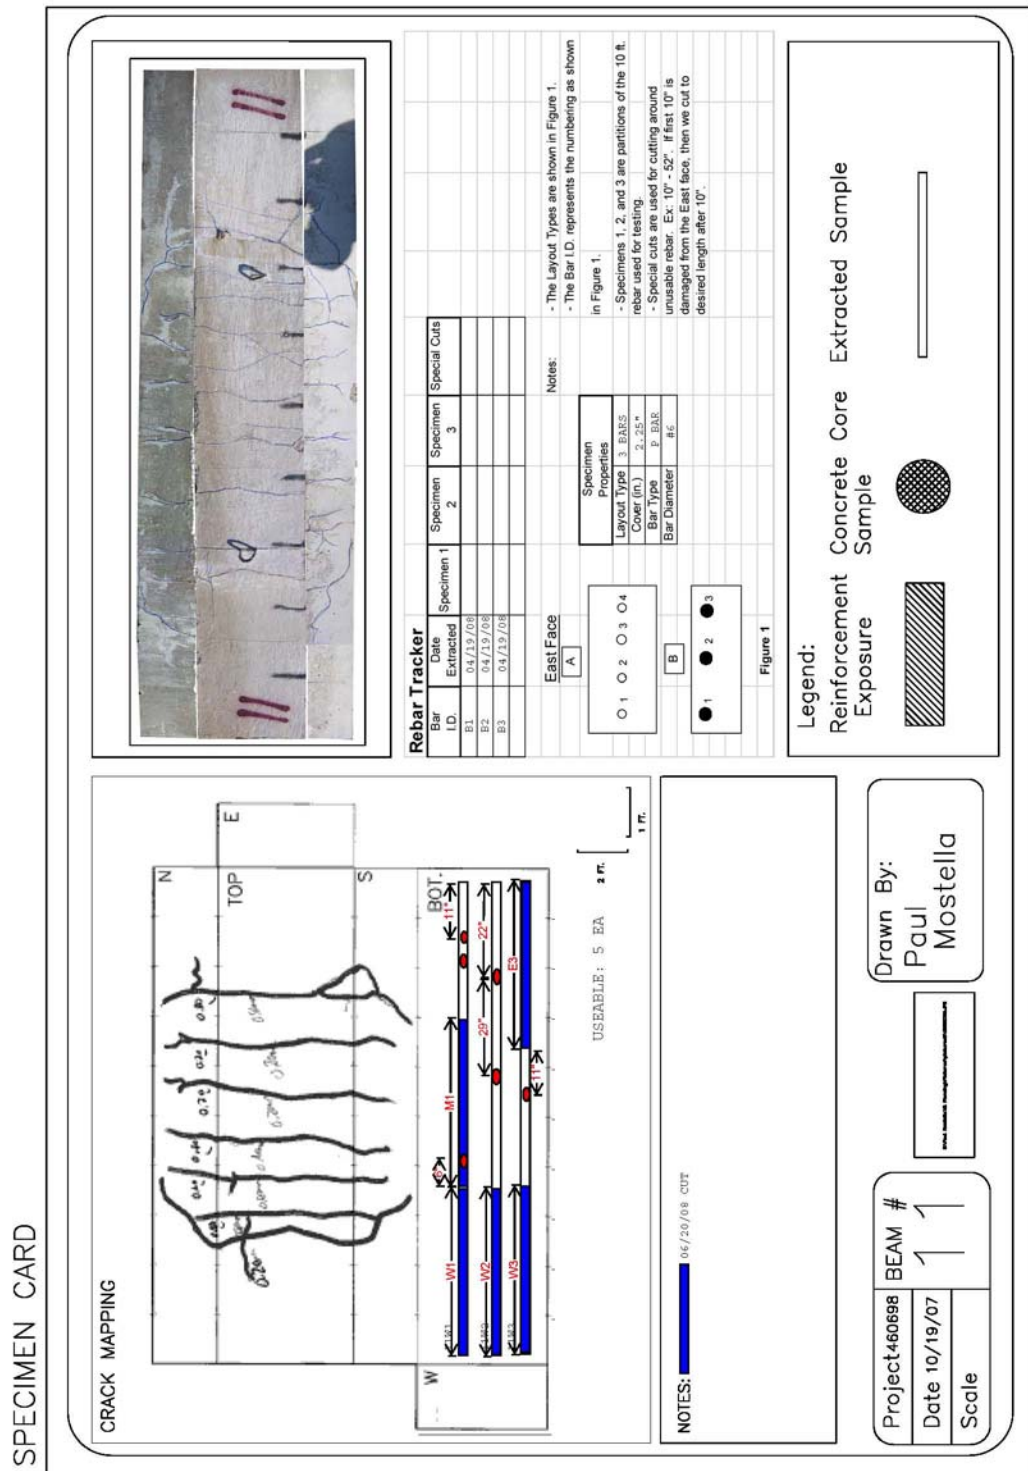 SPECIMEN CARD
CRACK MAPPING
N
E
TOP
S
BOT.
W
0.20
0.20
W1
M1
6"
11"
W2
29"
22"
W3
11"
E3
USEABLE: 5 EA
2 FT.
1 FT.
NOTES:
06/20/08 CUT
Rebar Tracker
Bar I.D.
Date Extracted
Specimen 1
Specimen 2
Specimen 3
Special Cuts
B1 04/19/08
B2 04/19/08
B3 04/19/08
East Face
A
1 2 3 4
B
1 2 3
Figure 1
Specimen Properties
Layout Type 3 BARS
Cover (in.) 2.25"
Bar Type P BAR
Bar Diameter #6
Notes:
- The Layout Types are shown in Figure 1.
- The Bar I.D. represents the numbering as shown
in Figure 1.
- Specimens 1, 2, and 3 are partitions of the 10 ft.
rebar used for testing.
- Special cuts are used for cutting around
unusable rebar. Ex: 10" - 52". If first 10" is
damaged from the East face, then we cut to
desired length after 10".
Project 460698
Date 10/19/07
Scale
BEAM #
11
Drawn By:
Paul
Mostella
Legend:
Reinforcement Exposure
Concrete Core Sample
Extracted Sample